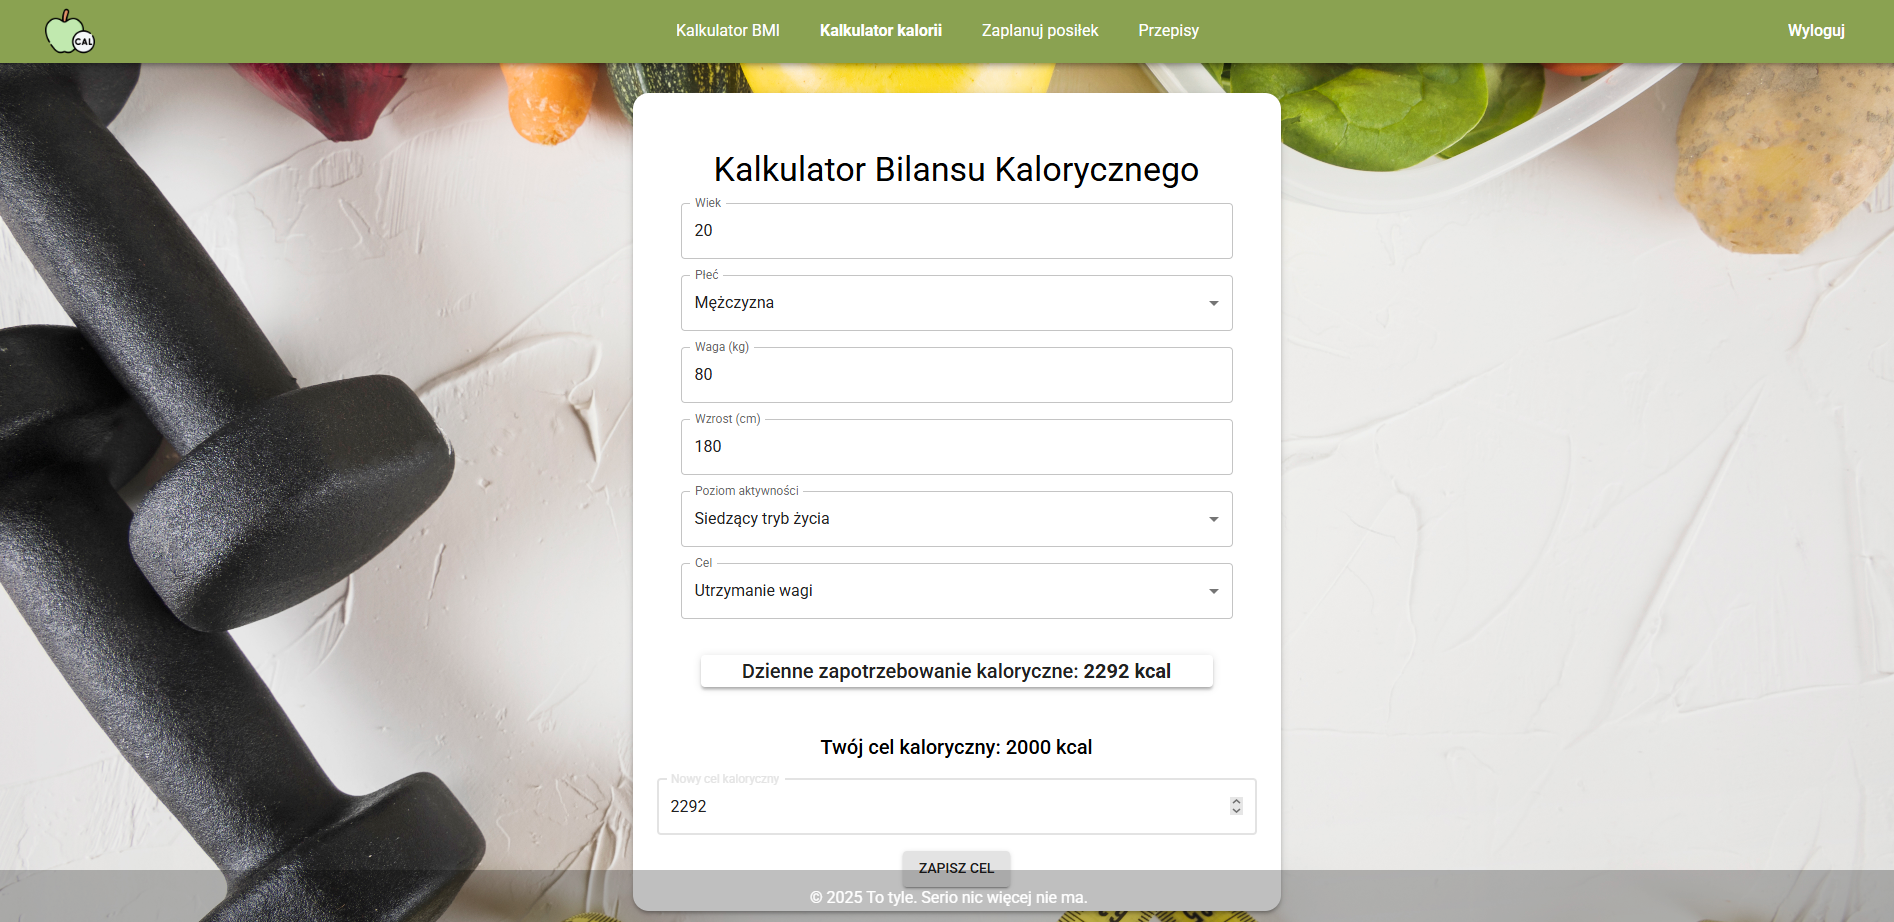 CAL
Kalkulator BMI
Kalkulator kalorii
Zaplanuj posiłek
Przepisy
Wyloguj
Kalkulator Bilansu Kalorycznego
Wiek
20
Płeć
Mężczyzna
Waga (kg)
80
Wzrost (cm)
180
Poziom aktywności
Siedzący tryb życia
Cel
Utrzymanie wagi
Dzienne zapotrzebowanie kaloryczne: 2292 kcal
Twój cel kaloryczny: 2000 kcal
Nowy cel kaloryczny
2292
ZAPISZ CEL
© 2025 To tyle. Serio nic więcej nie ma.